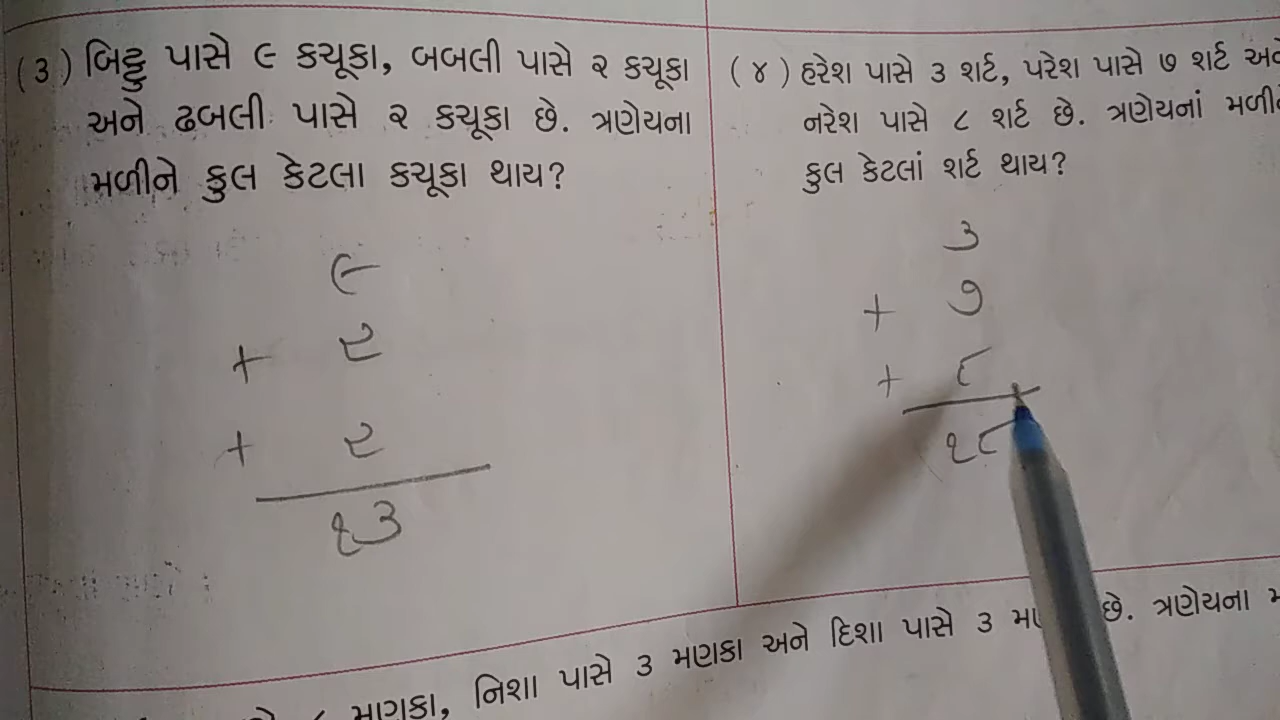 (૩) બિટ્ટુ પાસે ૯ કચૂકા, બબલી પાસે ૨ કચૂકા
અને ઢબલી પાસે ૨ કચૂકા છે. ત્રણેયના
મળીને કુલ કેટલા કચૂકા થાય?
૯
+ ૨
+ ૨
૧૩
(૪) હરેશ પાસે ૩ શર્ટ, પરેશ પાસે ૭ શર્ટ
નરેશ પાસે ૮ શર્ટ છે. ત્રણેયનાં
કુલ કેટલાં શર્ટ થાય?
૩
+ ૭
+ ૮
૧૮
માણકા, નિશા પાસે ૩ મણકા અને દિશા પાસે ૩ છે. ત્રણેયના